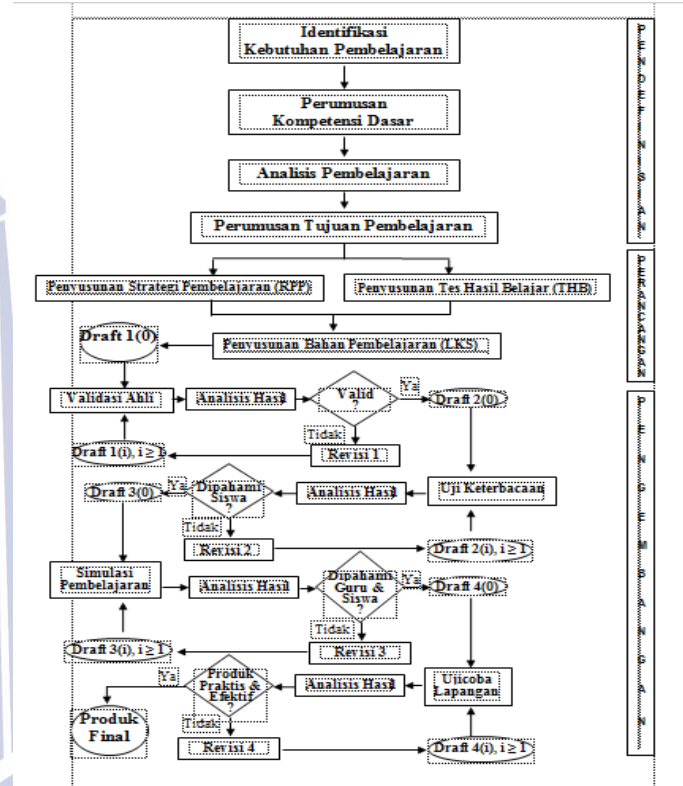 Identifikasi
Kebutuhan Pembelajaran
Perumusan
Kompetensi Dasar
Analisis Pembelajaran
Perumusan Tujuan Pembelajaran
PENDEFINISIAN
Penyusunan Strategi Pembelajaran (RPP)
Penyusunan Tes Hasil Belajar (THB)
Penyusunan Bahan Pembelajaran (LKS)
PERANCANGAN
Draft 1(0)
Validasi Ahli
Analisis Hasil
Valid
?
Ya
Draft 2(0)
Tidak
Draft 1(i), i ≥ 1
Revisi 1
Draft 3(0)
Ya
Dipahami
Siswa
?
Analisis Hasil
Uji Keterbacaan
Tidak
Revisi 2
Draft 2(i), i ≥ 1
Simulasi
Pembelajaran
Analisis Hasil
Dipahami
Guru &
Siswa
?
Ya
Draft 4(0)
Tidak
Draft 3(i), i ≥ 1
Revisi 3
Ya
Produk
Praktis &
Efektif
?
Analisis Hasil
Ujicoba
Lapangan
Produk
Final
Tidak
Revisi 4
Draft 4(i), i ≥ 1
PENGEMBANGAN